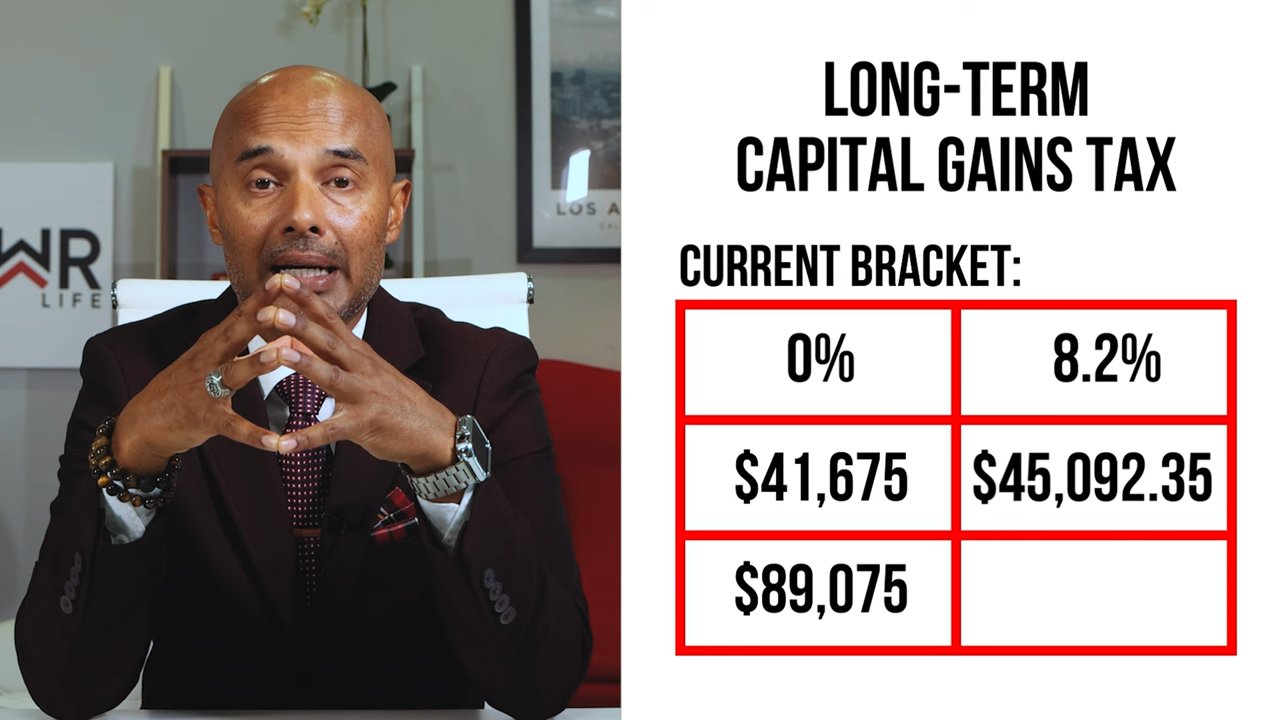 LONG-TERM
CAPITAL GAINS TAX
CURRENT BRACKET:
0% 8.2%
$41,675 $45,092.35
$89,075
WR
LIFE
LOS A